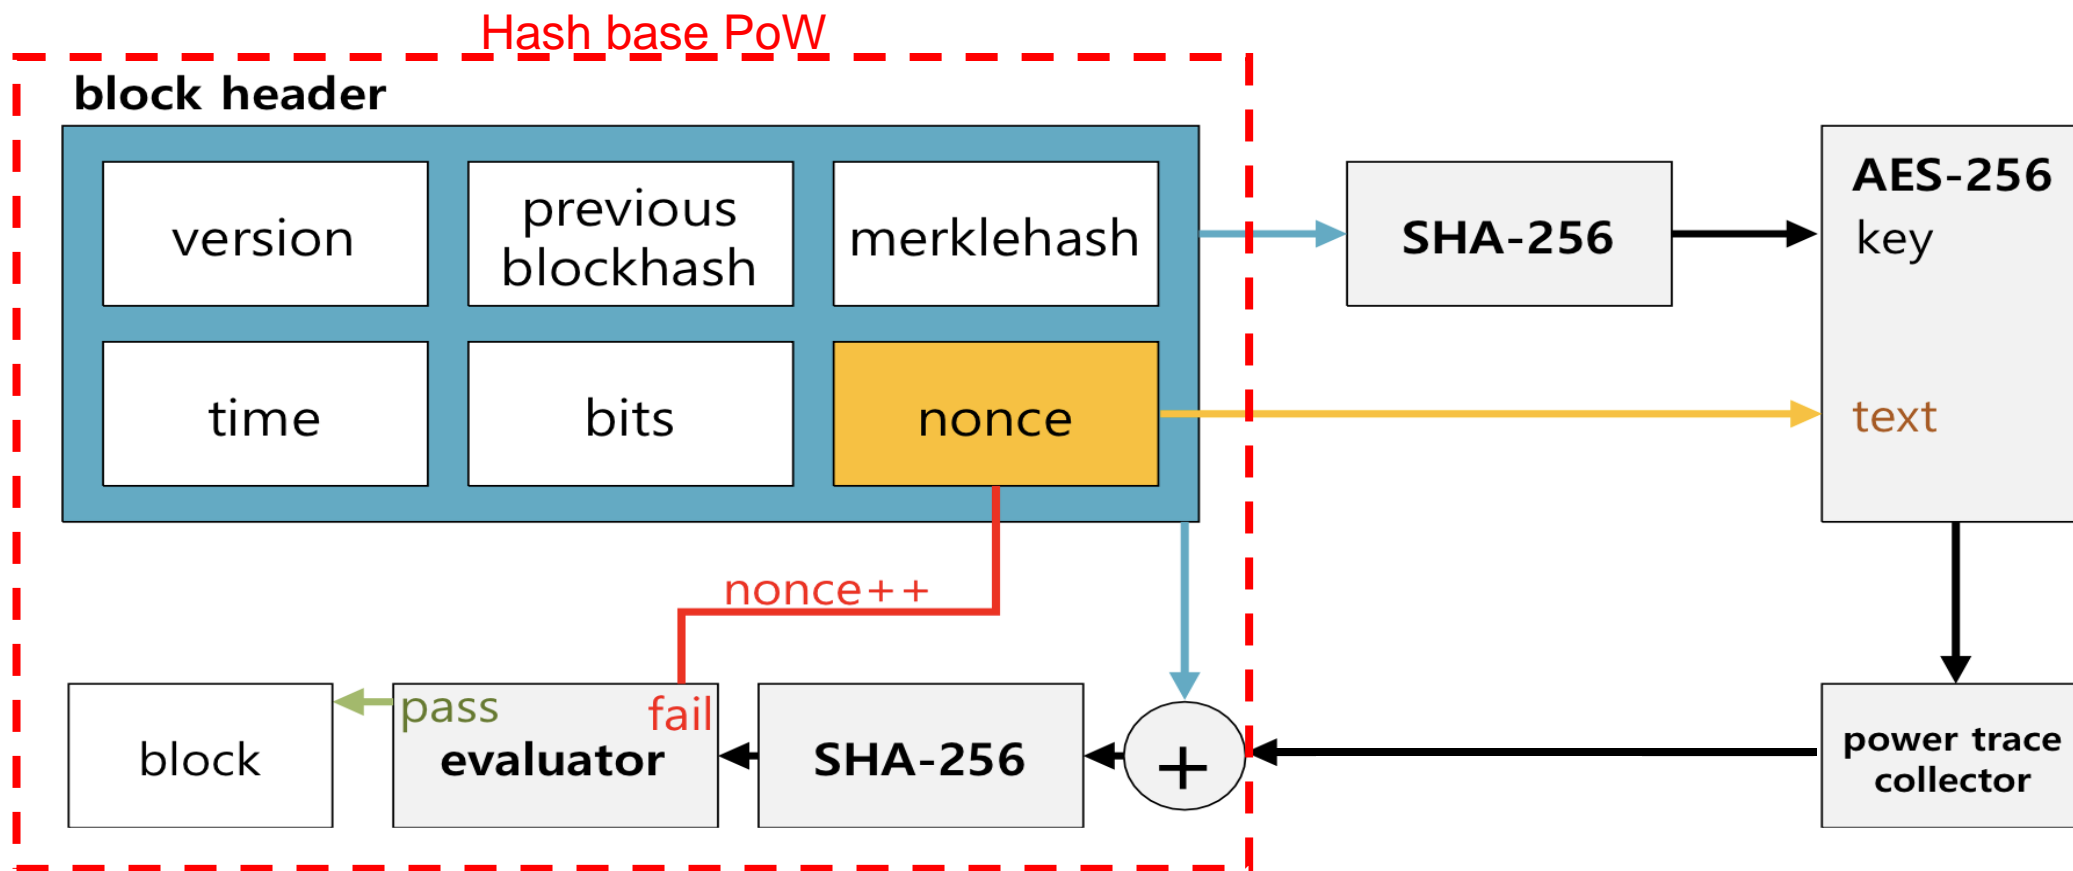 Hash base PoW
block header
version
previous
blockhash
merklehash
SHA-256
AES-256
key
time
bits
nonce
text
nonce++
block
pass
fail
evaluator
SHA-256
+
power trace
collector